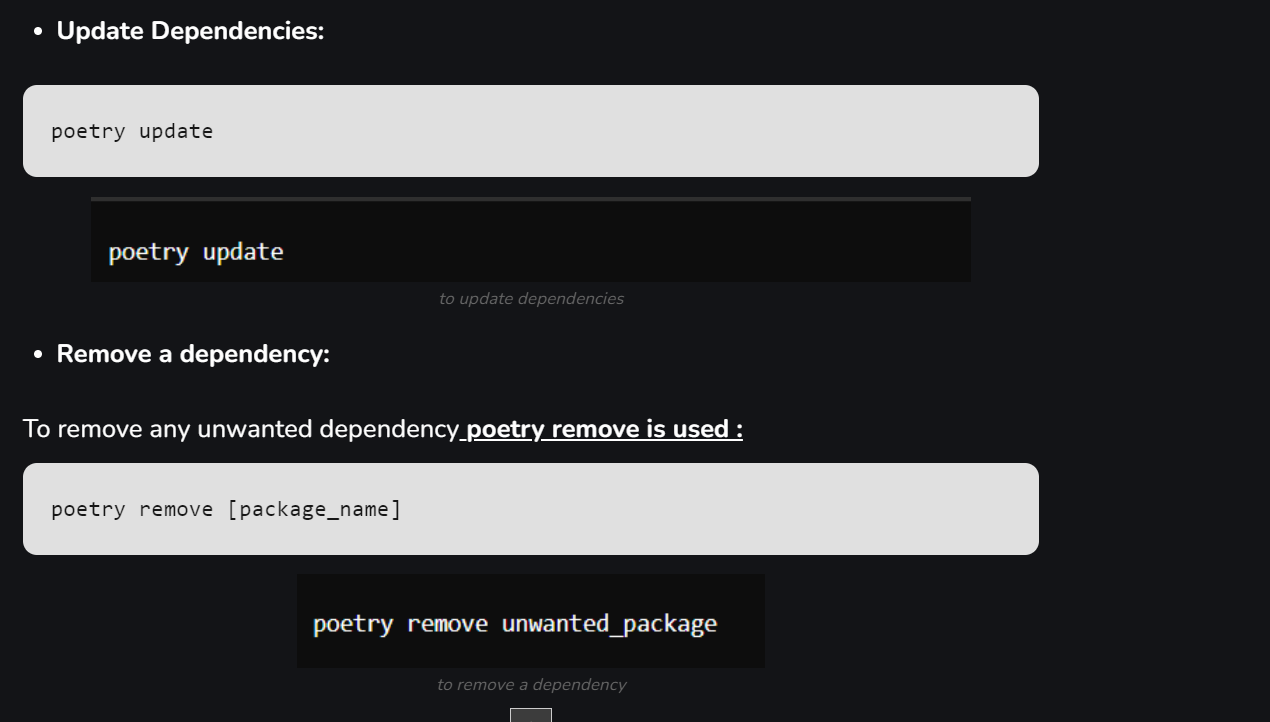 • Update Dependencies:
poetry update
poetry update
to update dependencies
• Remove a dependency:
To remove any unwanted dependency poetry remove is used :
poetry remove [package_name]
poetry remove unwanted_package
to remove a dependency